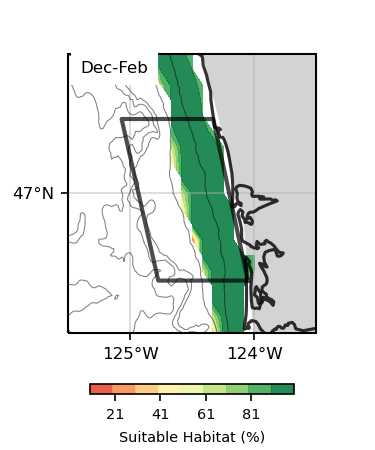 Dec-Feb
47°N
125°W 124°W
21 41 61 81
Suitable Habitat (%)